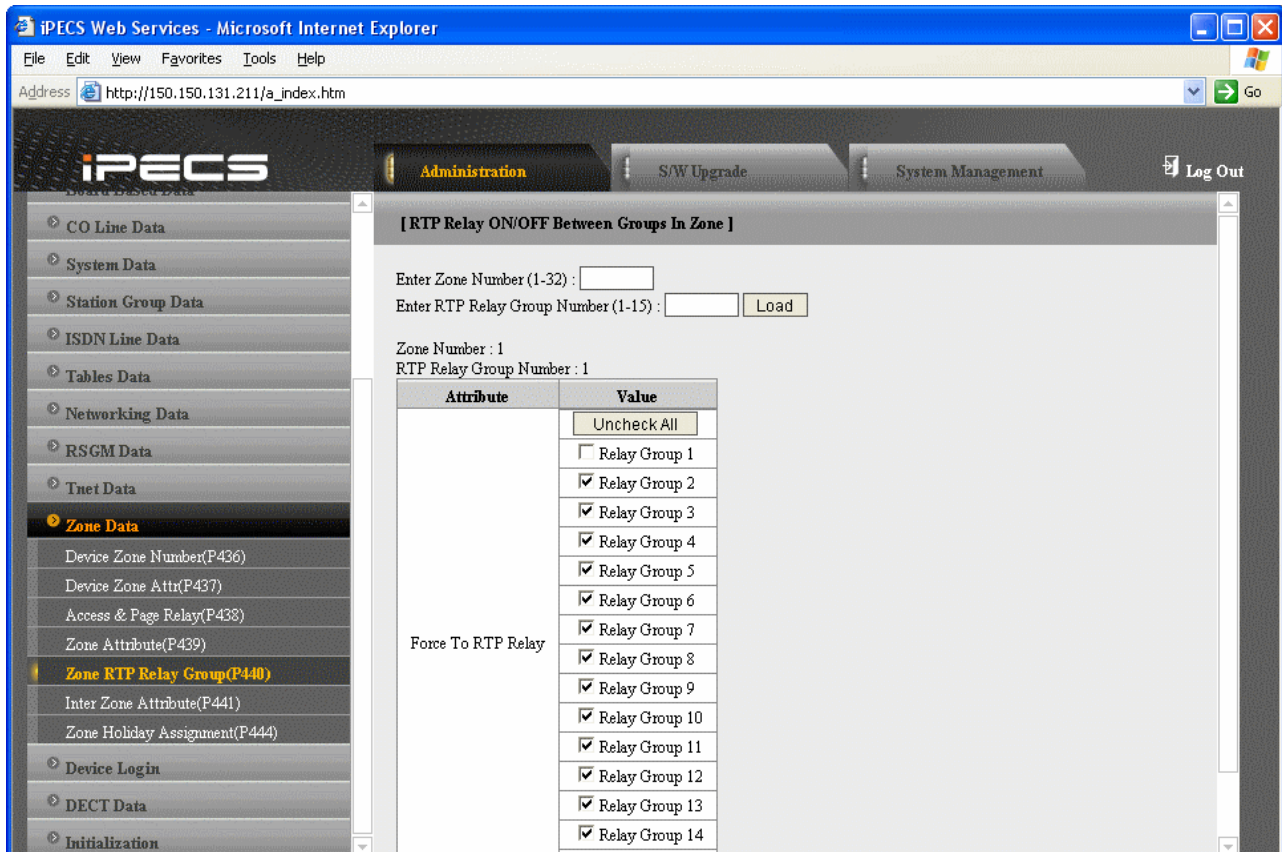 iPECS Web Services - Microsoft Internet Explorer
File Edit View Favorites Tools Help
Address http://150.150.131.211/a_index.htm Go
iPECS
Administration
S/W Upgrade
System Management
Log Out
Board Based Data
CO Line Data
System Data
Station Group Data
ISDN Line Data
Tables Data
Networking Data
RSGM Data
Tnet Data
Zone Data
Device Zone Number(P436)
Device Zone Attr(P437)
Access & Page Relay(P438)
Zone Attribute(P439)
Zone RTP Relay Group(P440)
Inter Zone Attribute(P441)
Zone Holiday Assignment(P444)
Device Login
DECT Data
Initialization
[ RTP Relay ON/OFF Between Groups In Zone ]
Enter Zone Number (1-32) :
Enter RTP Relay Group Number (1-15) : Load
Zone Number : 1
RTP Relay Group Number : 1
Attribute Value
Force To RTP Relay
Uncheck All
Relay Group 1
Relay Group 2
Relay Group 3
Relay Group 4
Relay Group 5
Relay Group 6
Relay Group 7
Relay Group 8
Relay Group 9
Relay Group 10
Relay Group 11
Relay Group 12
Relay Group 13
Relay Group 14